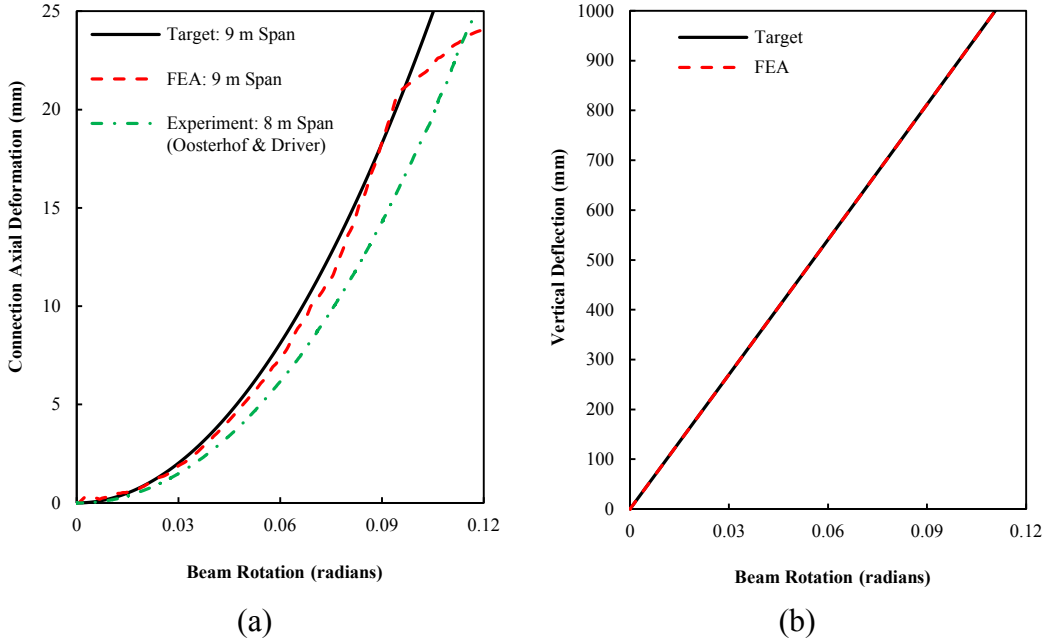 25
20
15
10
5
0
Connection Axial Deformation (mm)
Target: 9 m Span
FEA: 9 m Span
Experiment: 8 m Span
(Oosterhof & Driver)
0
0.03
0.06
0.09
0.12
Beam Rotation (radians)
(a)
1000
900
800
700
600
500
400
300
200
100
0
Vertical Deflection (mm)
Target
FEA
0
0.03
0.06
0.09
0.12
Beam Rotation (radians)
(b)